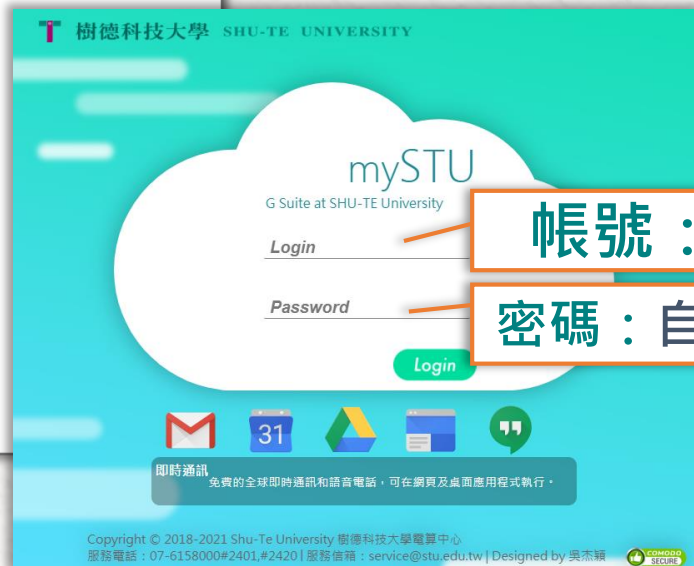 樹德科技大學 SHU-TE UNIVERSITY
mySTU
G Suite at SHU-TE University
Login
帳號：
Password
密碼：自
Login
31
即時通訊
免費的全球即時通訊和語音電話，可在網頁及桌面應用程式執行。
Copyright © 2018-2021 Shu-Te University 樹德科技大學電算中心
服務電話：07-6158000#2401,#2420 | 服務信箱：service@stu.edu.tw | Designed by 吳杰穎
COMODO
SECURE